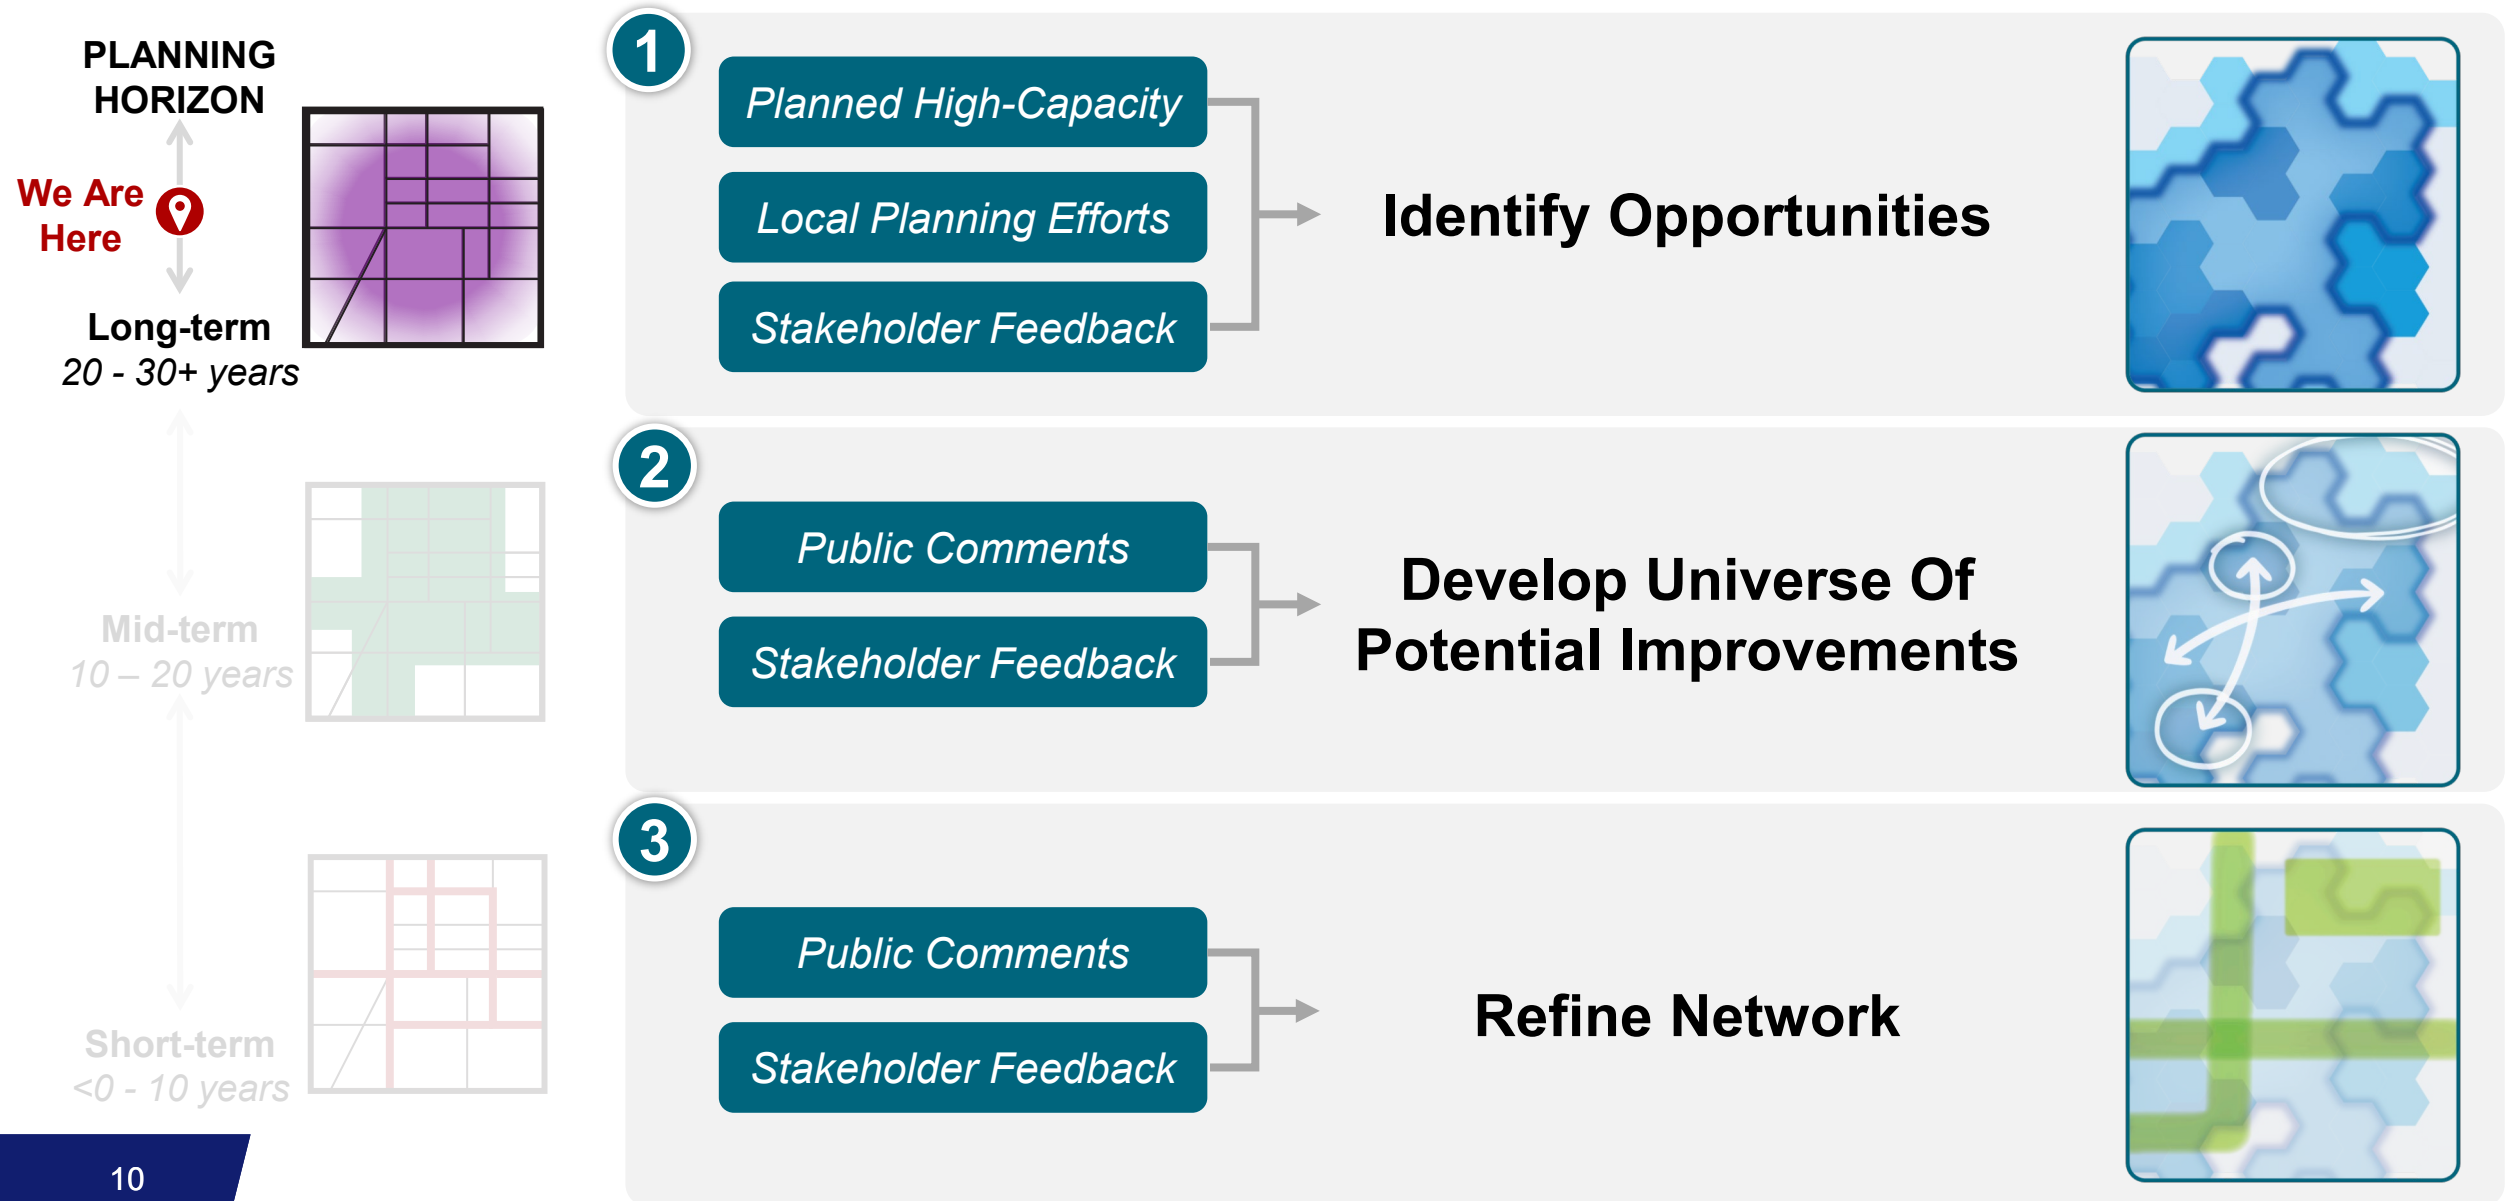 PLANNING
HORIZON
We Are
Here
Long-term
20 - 30+ years
Mid-term
10 – 20 years
Short-term
<0 - 10 years
1
Planned High-Capacity
Local Planning Efforts
Stakeholder Feedback
Identify Opportunities
2
Public Comments
Stakeholder Feedback
Develop Universe Of
Potential Improvements
3
Public Comments
Stakeholder Feedback
Refine Network
10